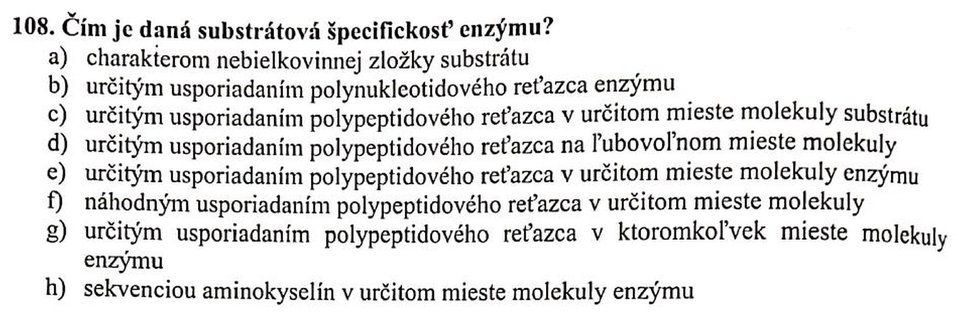 108. Čím je daná substrátová špecifickosť enzýmu?
a) charakterom nebielkovinnej zložky substrátu
b) určitým usporiadaním polynukleotidového reťazca enzýmu
c) určitým usporiadaním polypeptidového reťazca v určitom mieste molekuly substrátu
d) určitým usporiadaním polypeptidového reťazca na ľubovoľnom mieste molekuly
e) určitým usporiadaním polypeptidového reťazca v určitom mieste molekuly enzýmu
f) náhodným usporiadaním polypeptidového reťazca v určitom mieste molekuly
g) určitým usporiadaním polypeptidového reťazca v ktoromkoľvek mieste molekuly
enzýmu
h) sekvenciou aminokyselín v určitom mieste molekuly enzýmu